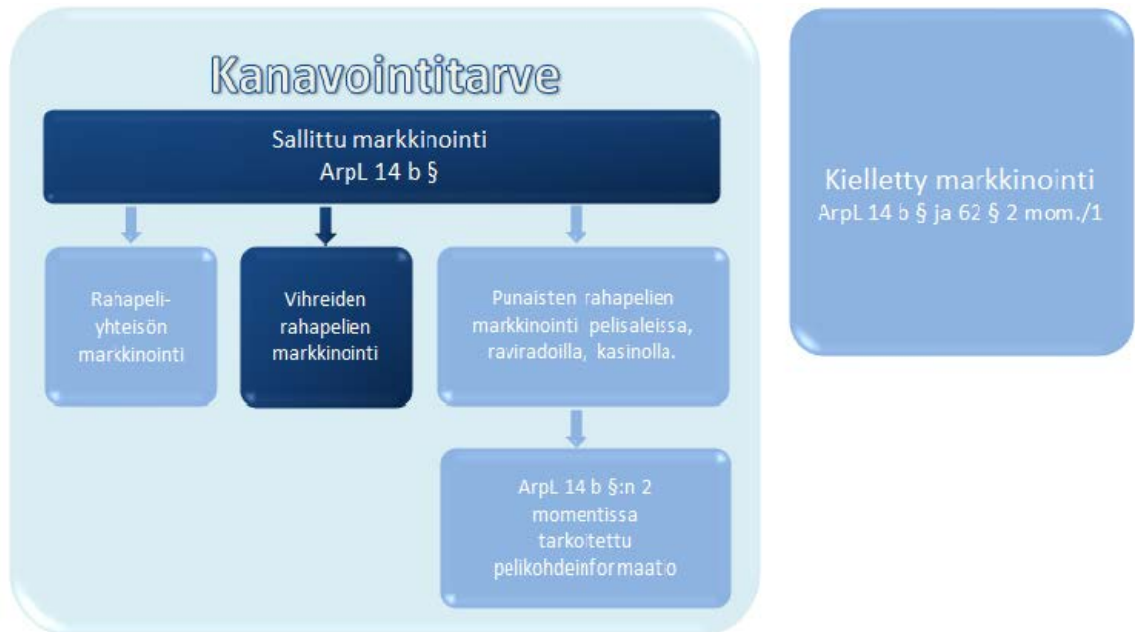 Kanavointitarve
Sallittu markkinointi
ArpL 14 b §
Rahapeli-
yhteisön
markkinointi
Vihreiden
rahapelien
markkinointi
Punaisten rahapelien
markkinointi pelisaleissa,
raviradoilla, kasinolla.
ArpL 14 b §:n 2
momentissa
tarkoitettu
pelikohdeinformaatio
Kielletty markkinointi
ArpL 14 b § ja 62 § 2 mom./1